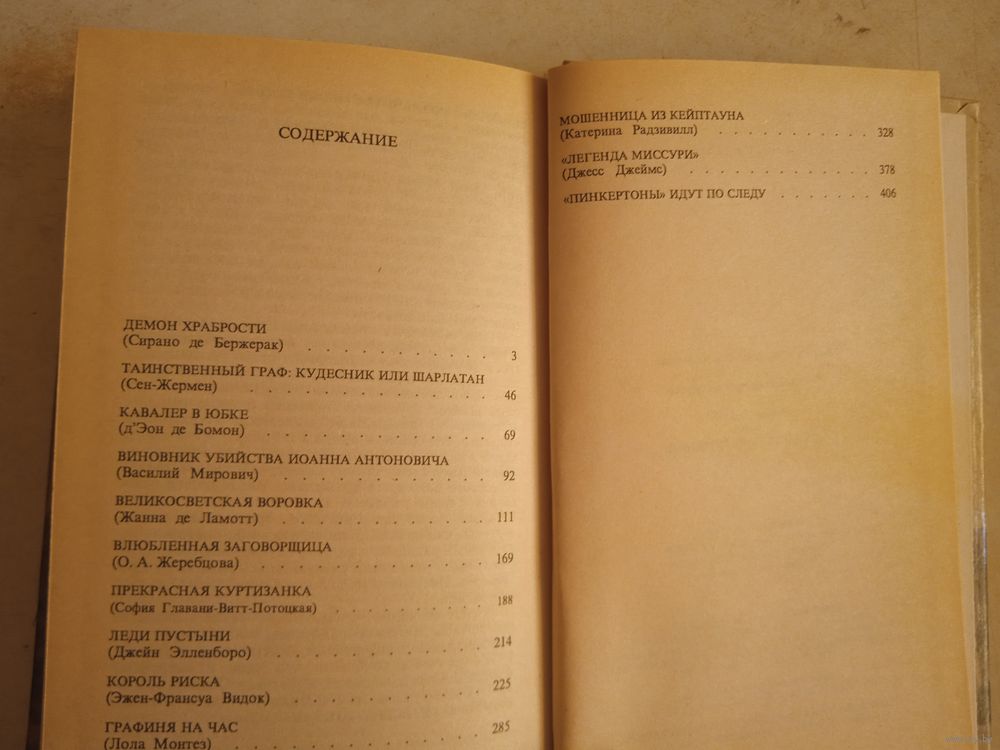 СОДЕРЖАНИЕ
ДЕМОН ХРАБРОСТИ
(Сирано де Бержерак) . . . . . . . . . . 3
ТАИНСТВЕННЫЙ ГРАФ: КУДЕСНИК ИЛИ ШАРЛАТАН
(Сен-Жермен) . . . . . . . . . . . . . 46
КАВАЛЕР В ЮБКЕ
(д’Эон де Бомон) . . . . . . . . . . . . 69
ВИНОВНИК УБИЙСТВА ИОАННА АНТОНОВИЧА
(Василий Мирович) . . . . . . . . . . . 92
ВЕЛИКОСВЕТСКАЯ ВОРОВКА
(Жанна де Ламотт) . . . . . . . . . . . 111
ВЛЮБЛЕННАЯ ЗАГОВОРЩИЦА
(О. А. Жеребцова) . . . . . . . . . . . . 169
ПРЕКРАСНАЯ КУРТИЗАНКА
(София Главани-Витт-Потоцкая) . . . . . . . . 188
ЛЕДИ ПУСТЫНИ
(Джейн Элленборо) . . . . . . . . . . . 214
КОРОЛЬ РИСКА
(Эжен-Франсуа Видок) . . . . . . . . . . 225
ГРАФИНЯ НА ЧАС
(Лола Монтез) . . . . . . . . . . . . . 285
МОШЕННИЦА ИЗ КЕЙПТАУНА
(Катерина Радзивилл) . . . . . . . . . . 328
«ЛЕГЕНДА МИССУРИ»
(Джесс Джеймс) . . . . . . . . . . . . 378
«ПИНКЕРТОНЫ» ИДУТ ПО СЛЕДУ . . . . . . . 406